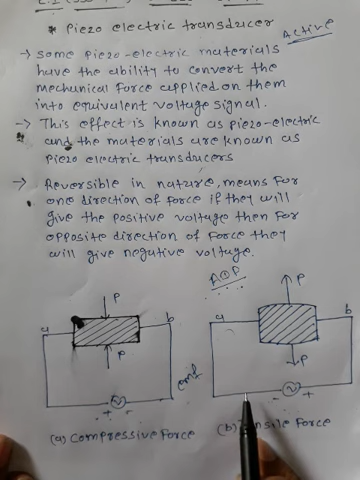 * Piezo electric transducer
Active
→ Some Piezo-electric materials
have the ability to convert the
mechanical force applied on them
into equivalent voltage signal.
→ This effect is known as piezo-electric
and the materials are known as
piezo electric transducers
→ Reversible in nature, means for
one direction of force if they will
give the positive voltage then for
opposite direction of force they
will give negative voltage.
P
a b
P
emf
+ -
(a) compressive Force
P
a b
P
- +
(b) Force